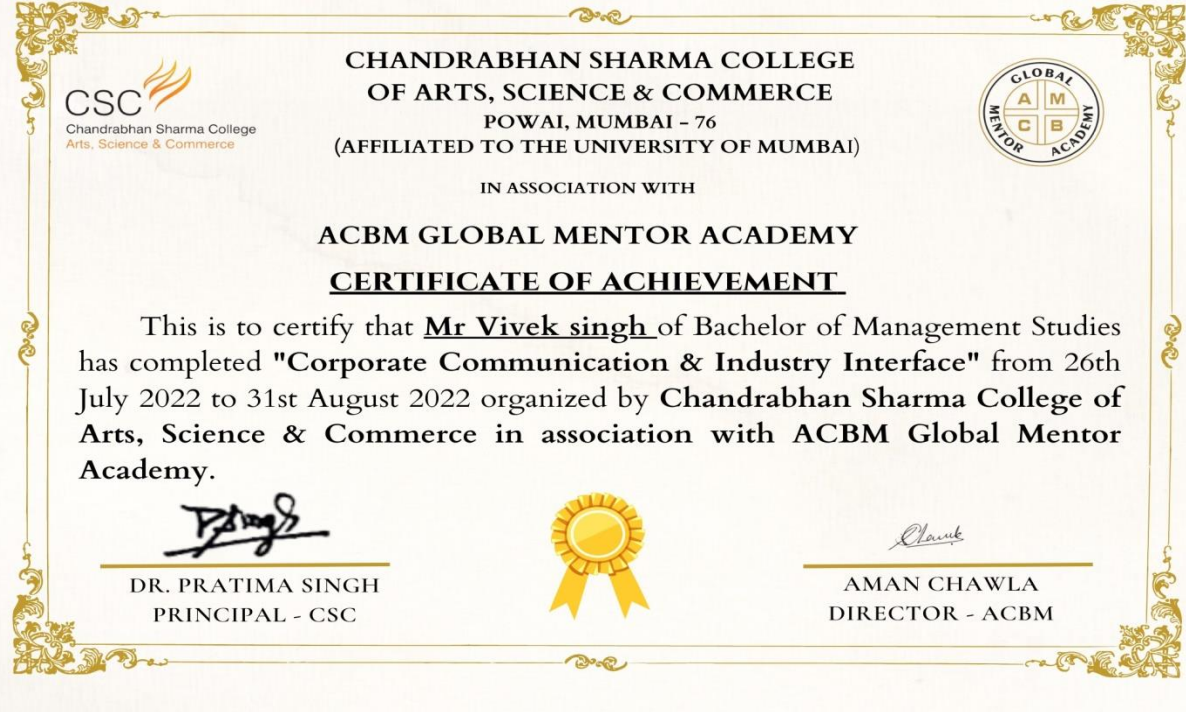 CSC
Chandrabhan Sharma College
Arts, Science & Commerce
CHANDRABHAN SHARMA COLLEGE
OF ARTS, SCIENCE & COMMERCE
POWAI, MUMBAI - 76
(AFFILIATED TO THE UNIVERSITY OF MUMBAI)
GLOBAL
MENTOR ACADEMY
A M
C B
IN ASSOCIATION WITH
ACBM GLOBAL MENTOR ACADEMY
CERTIFICATE OF ACHIEVEMENT
This is to certify that Mr Vivek singh of Bachelor of Management Studies
has completed "Corporate Communication & Industry Interface" from 26th
July 2022 to 31st August 2022 organized by Chandrabhan Sharma College of
Arts, Science & Commerce in association with ACBM Global Mentor
Academy.
DR. PRATIMA SINGH
PRINCIPAL - CSC
AMAN CHAWLA
DIRECTOR - ACBM